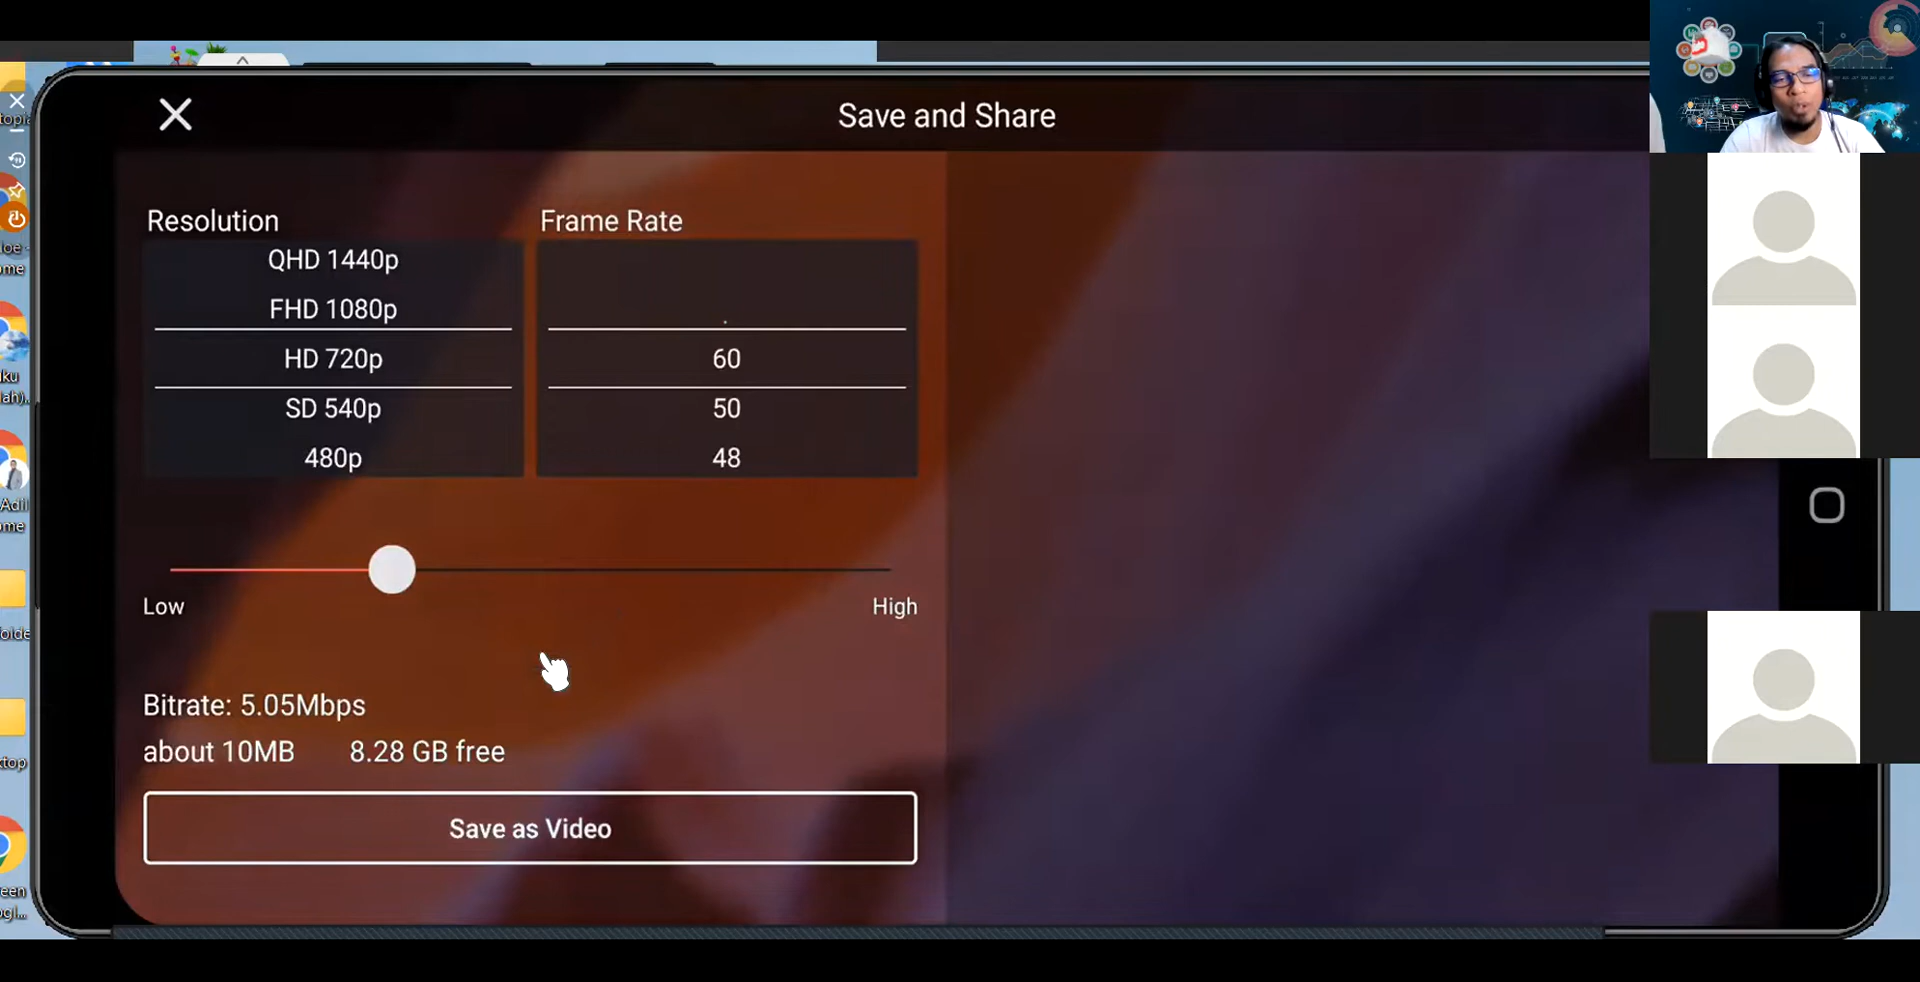 Save and Share
Resolution
Frame Rate
QHD 1440p
FHD 1080p
HD 720p
60
SD 540p
50
480p
48
Low
High
Bitrate: 5.05Mbps
about 10MB
8.28 GB free
Save as Video